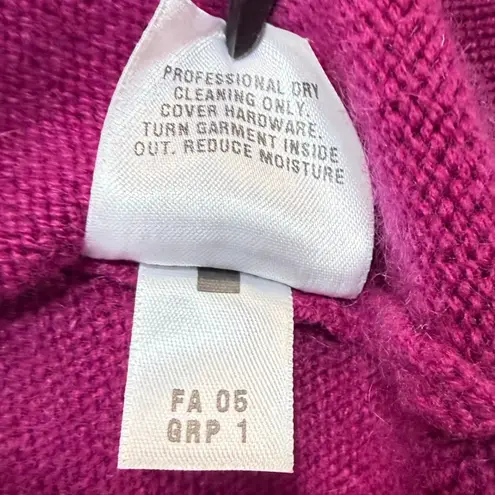 PROFESSIONAL DRY
CLEANING ONLY.
COVER HARDWARE.
TURN GARMENT INSIDE
OUT. REDUCE MOISTURE
FA 05
GRP 1